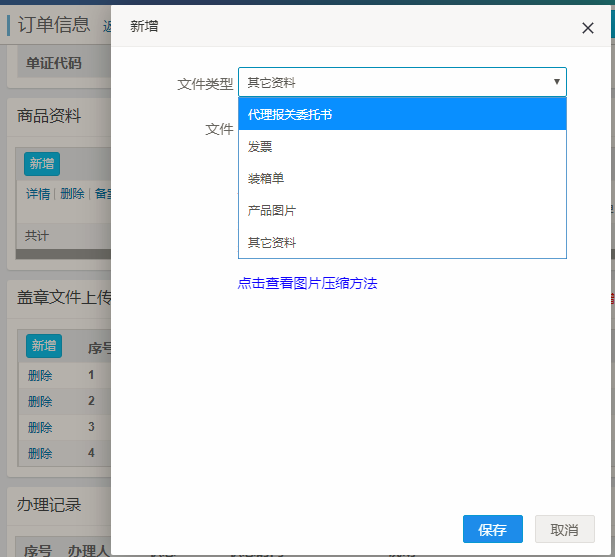 订单信息
单证代码
商品资料
新增
详情 | 删除 |
共计
盖章文件上传
新增 序号
删除 1
删除 2
删除 3
删除 4
办理记录
序号 办理人
新增
文件类型 其它资料
代理报关委托书
文件
发票
装箱单
产品图片
其它资料
点击查看图片压缩方法
保存 取消